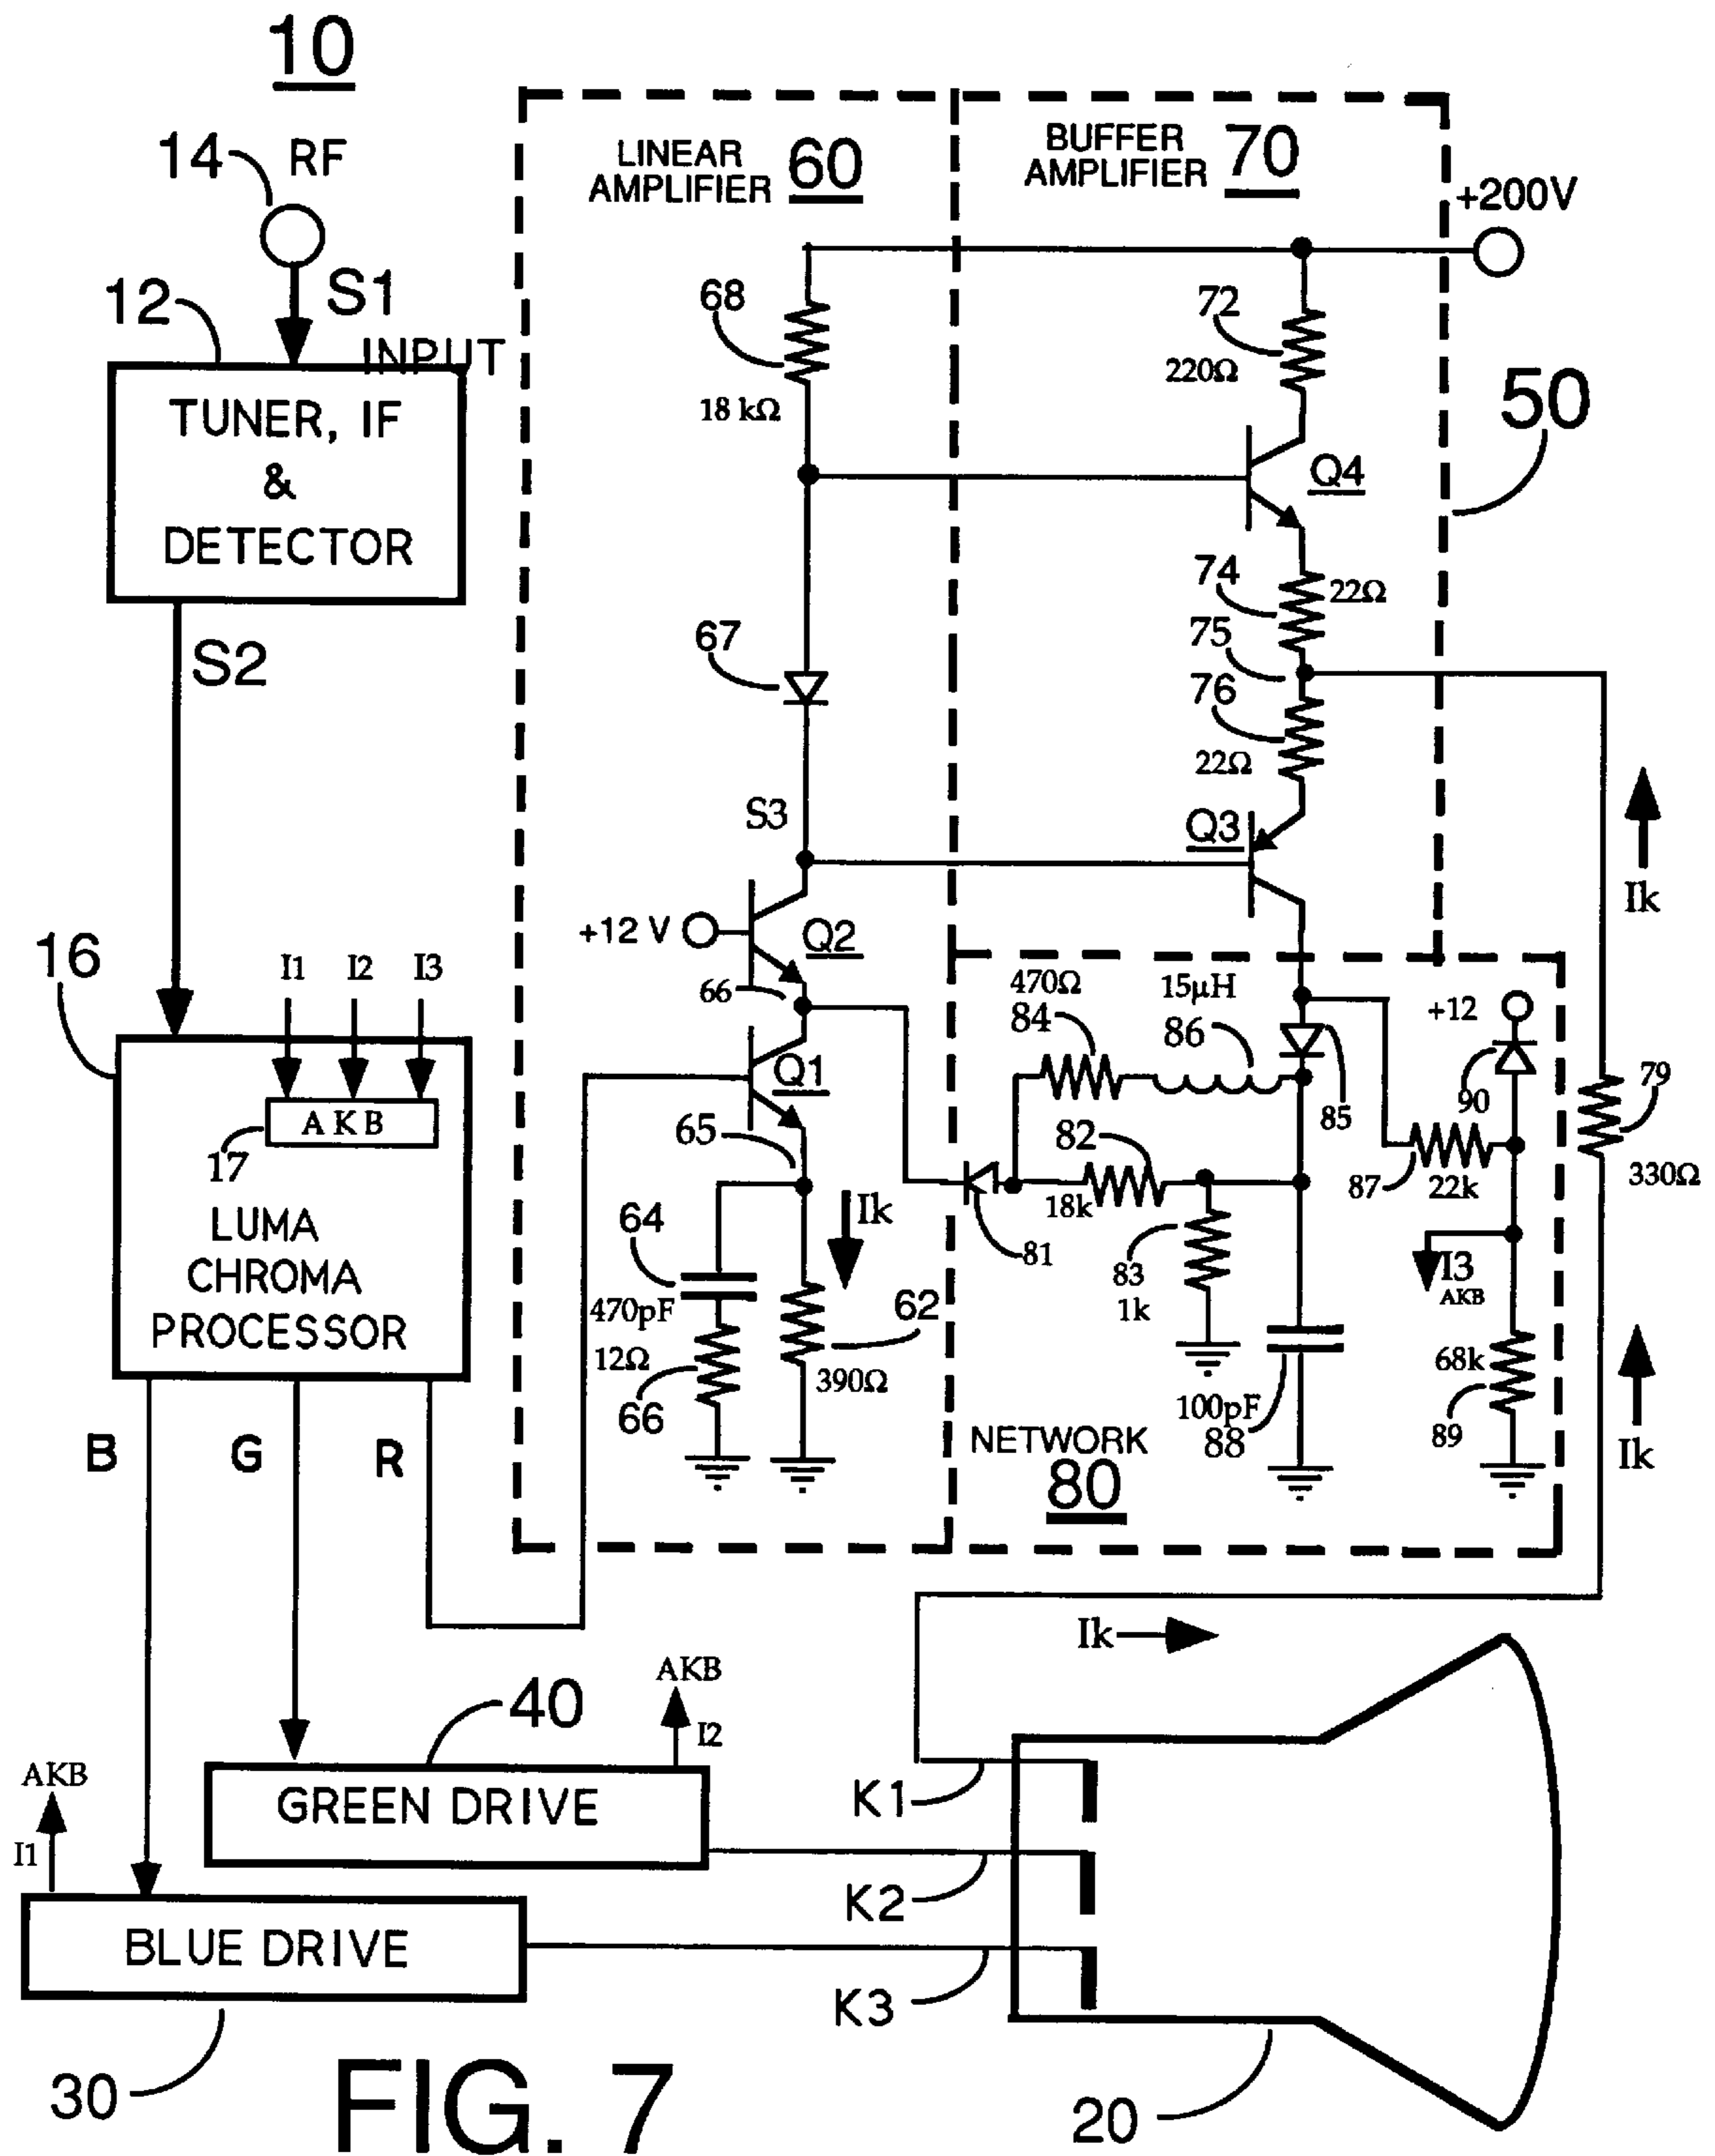 10
14 RF
S1
12
INPUT
TUNER, IF
&
DETECTOR
S2
16
I1 I2 I3
AKB
17
LUMA
CHROMA
PROCESSOR
B G R
LINEAR
AMPLIFIER 60
BUFFER
AMPLIFIER 70
+200V
68
18 kΩ
72
220Ω
50
Q4
74
22Ω
75
67
76
22Ω
S3
Q3
Ik
+12 V
Q2
66
Q1
65
64
470pF
12Ω
66
Ik
62
390Ω
470Ω
84
15µH
86
+12
90
85
82
18k
87
22k
79
330Ω
81
83
1k
I3
AKB
100pF
88
68k
89
Ik
NETWORK
80
Ik
AKB
I2
40
GREEN DRIVE
AKB
I1
BLUE DRIVE
30
K1
K2
K3
20
FIG. 7